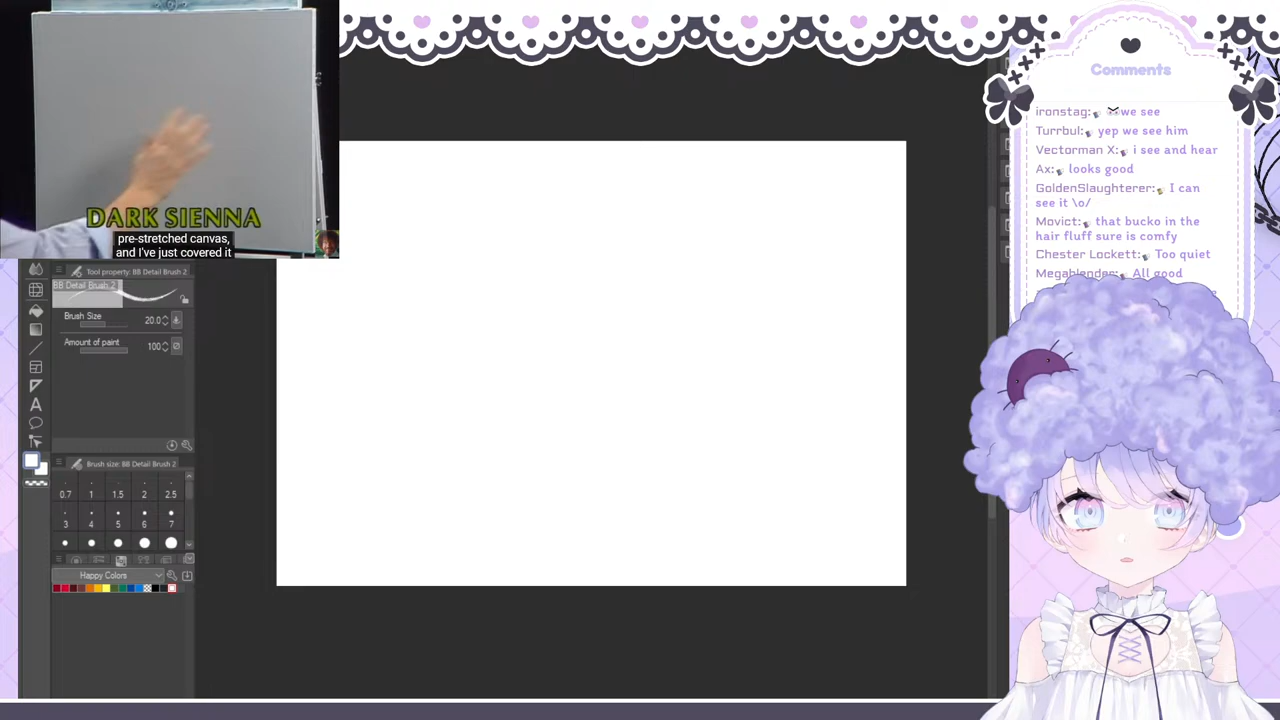 DARK SIENNA
pre-stretched canvas,
and I've just covered it
Tool property: BB Detail Brush 2
BB Detail Brush 2
Brush Size
20.0
Amount of paint
100
Brush size: BB Detail Brush 2
0.7 1 1.5 2 2.5
3 4 5 6 7
Happy Colors
Comments
ironstag: we see
Turrbul: yep we see him
Vectorman X: i see and hear
Ax: looks good
GoldenSlaughterer: I can
see it \o/
Movict: that bucko in the
hair fluff sure is comfy
Chester Lockett: Too quiet
Megablender: All good